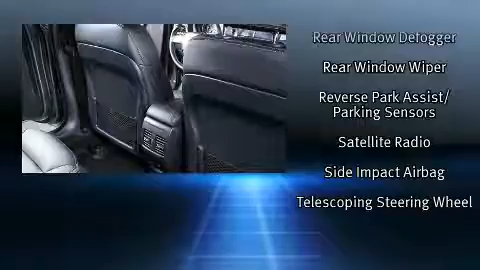 Rear Window Defogger
Rear Window Wiper
Reverse Park Assist/
Parking Sensors
Satellite Radio
Side Impact Airbag
Telescoping Steering Wheel